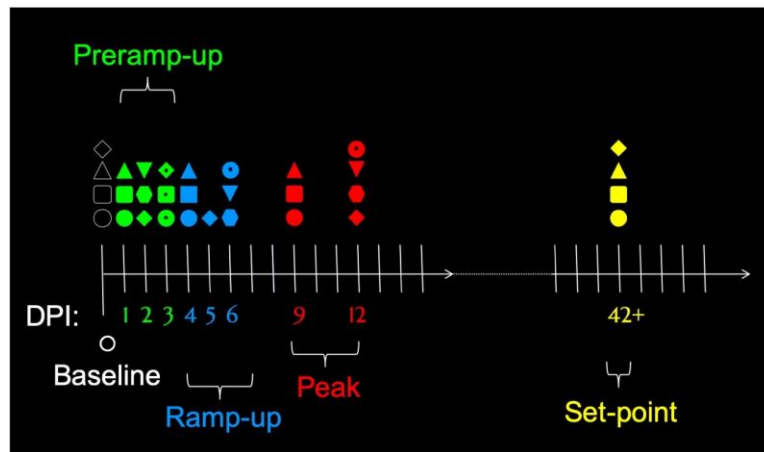 Preramp-up
DPI: 1 2 3 4 5 6 9 12 42+
Baseline
Ramp-up
Peak
Set-point